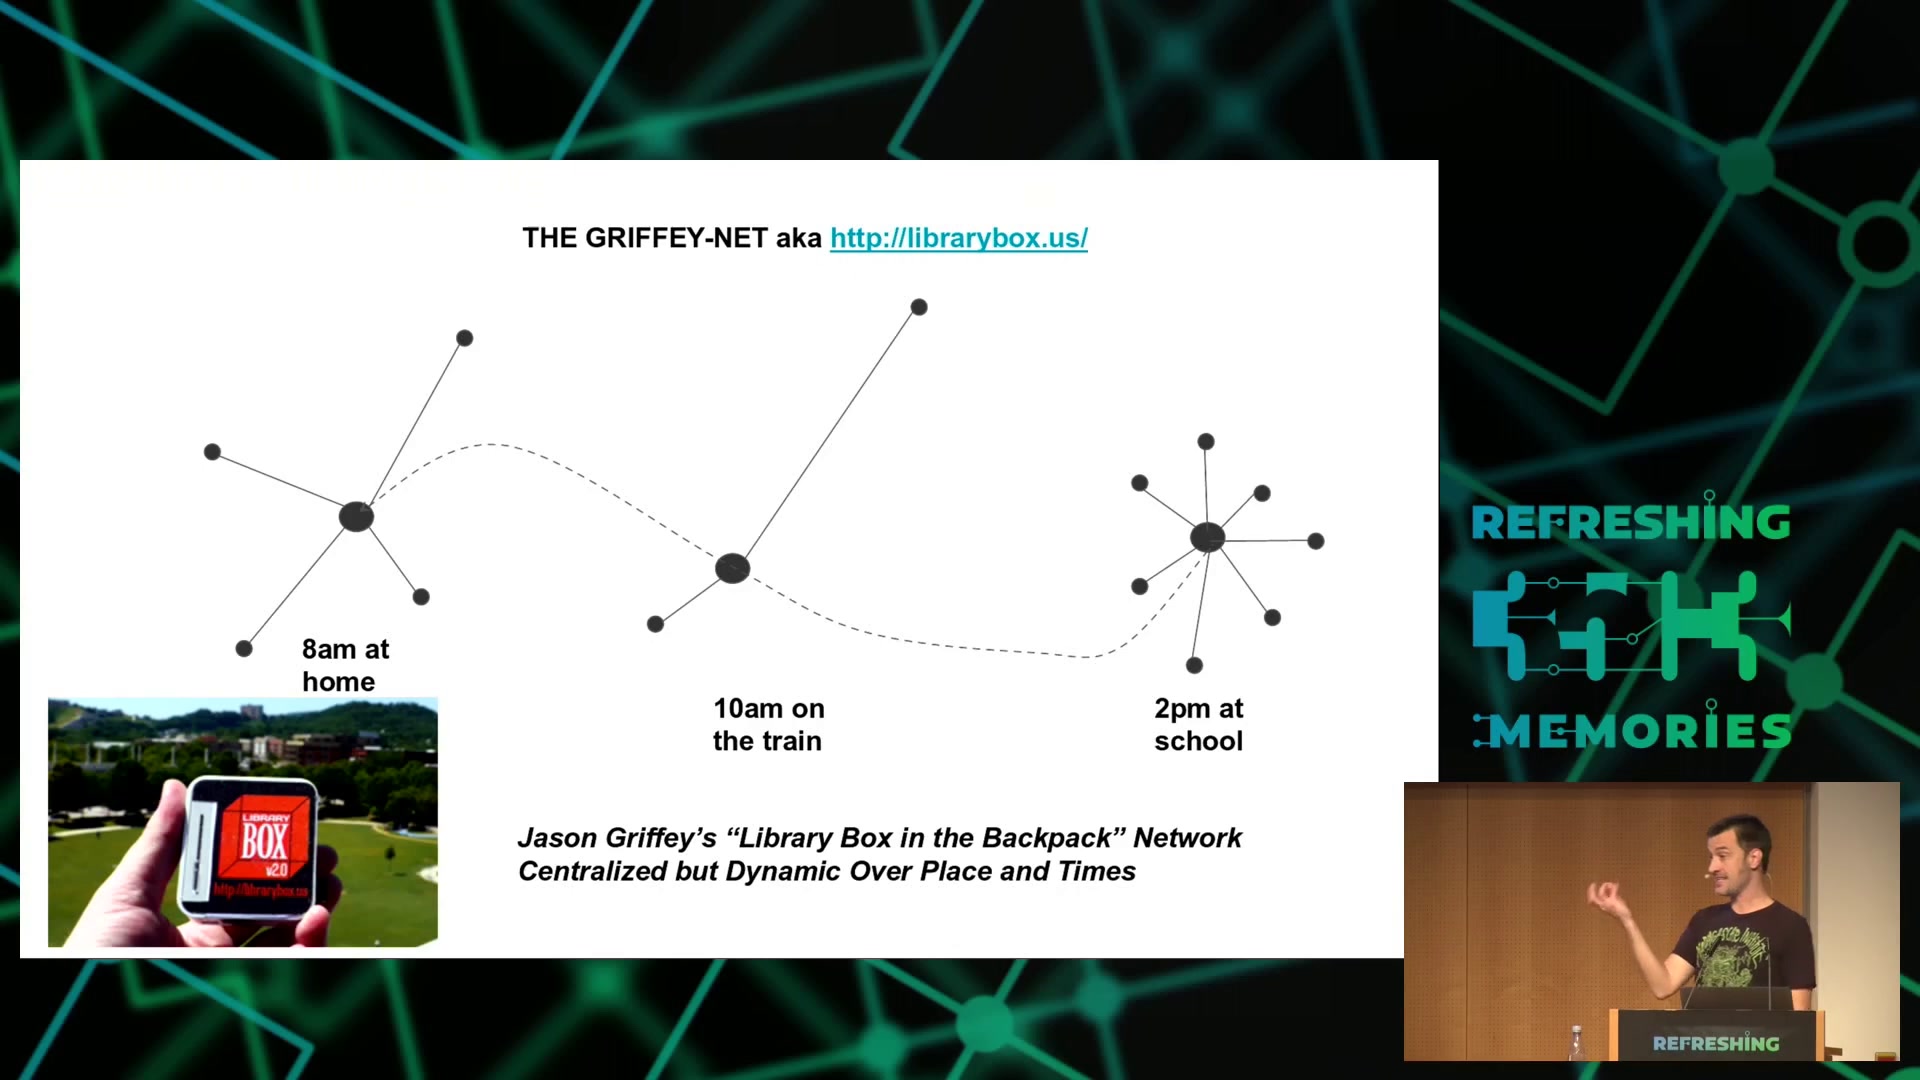 THE GRIFFEY-NET aka http://librarybox.us/
8am at
home
10am on
the train
2pm at
school
LIBRARY
BOX
v2.0
http://librarybox.us
Jason Griffey's “Library Box in the Backpack” Network
Centralized but Dynamic Over Place and Times
REFRESHING
MEMORIES
REFRESHING